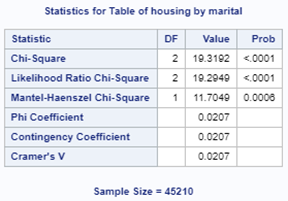 Statistics for Table of housing by marital
Statistic DF Value Prob
Chi-Square 2 19.3192 <.0001
Likelihood Ratio Chi-Square 2 19.2949 <.0001
Mantel-Haenszel Chi-Square 1 11.7049 0.0006
Phi Coefficient 0.0207
Contingency Coefficient 0.0207
Cramer's V 0.0207
Sample Size = 45210